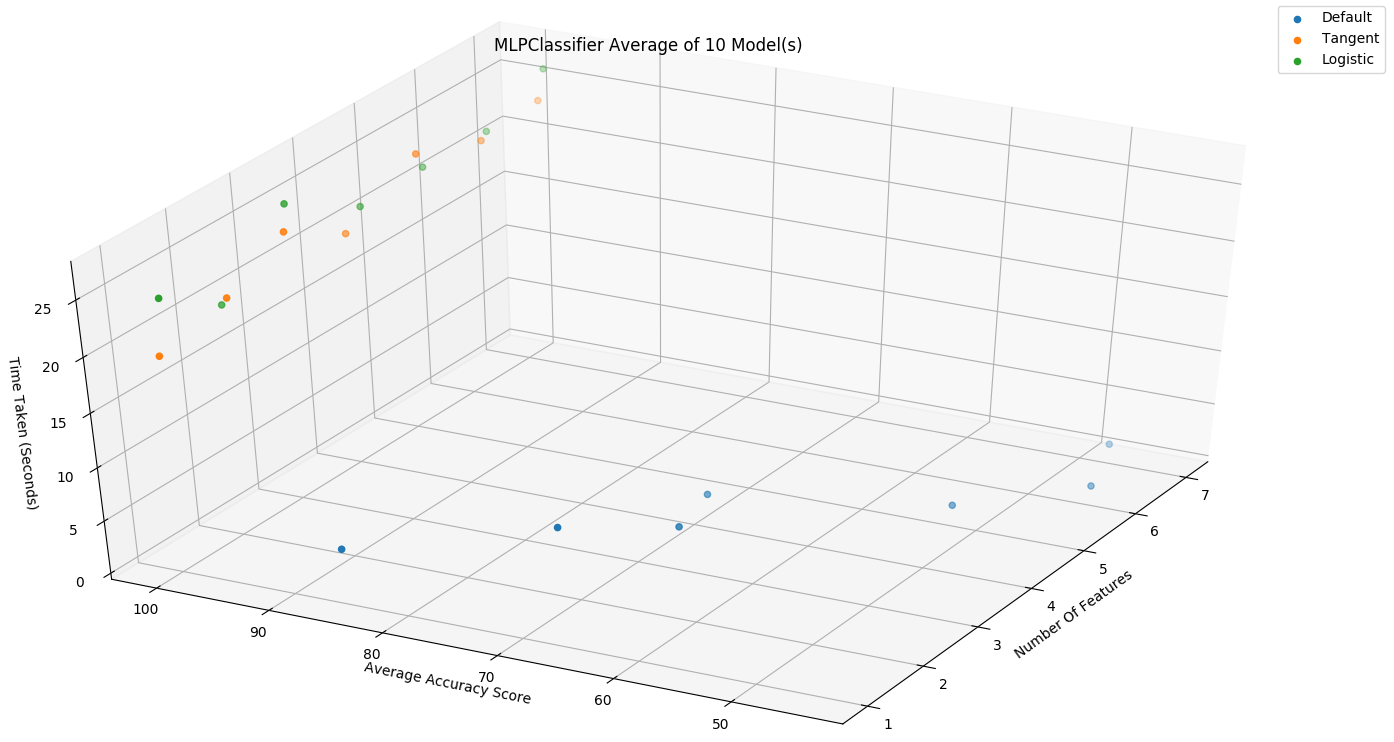 MLPClassifier Average of 10 Model(s)
Default
Tangent
Logistic
25
20
15
10
5
0
Time Taken (Seconds)
100
90
80
70
60
50
Average Accuracy Score
7
6
5
4
3
2
1
Number Of Features